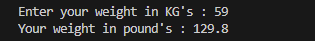 Enter your weight in KG's : 59
Your weight in pound's : 129.8